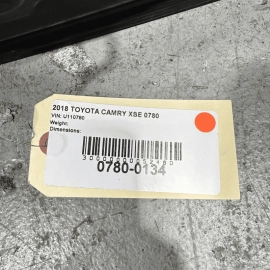 2018 TOYOTA CAMRY XSE 0780
VIN: U110780
Weight:
Dimensions:
0780-0134